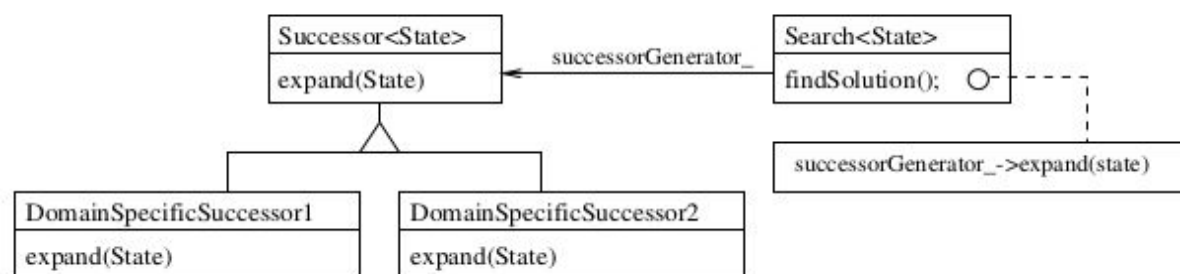 Successor<State>
expand(State)
successorGenerator_
Search<State>
findSolution();
successorGenerator_->expand(state)
DomainSpecificSuccessor1
expand(State)
DomainSpecificSuccessor2
expand(State)